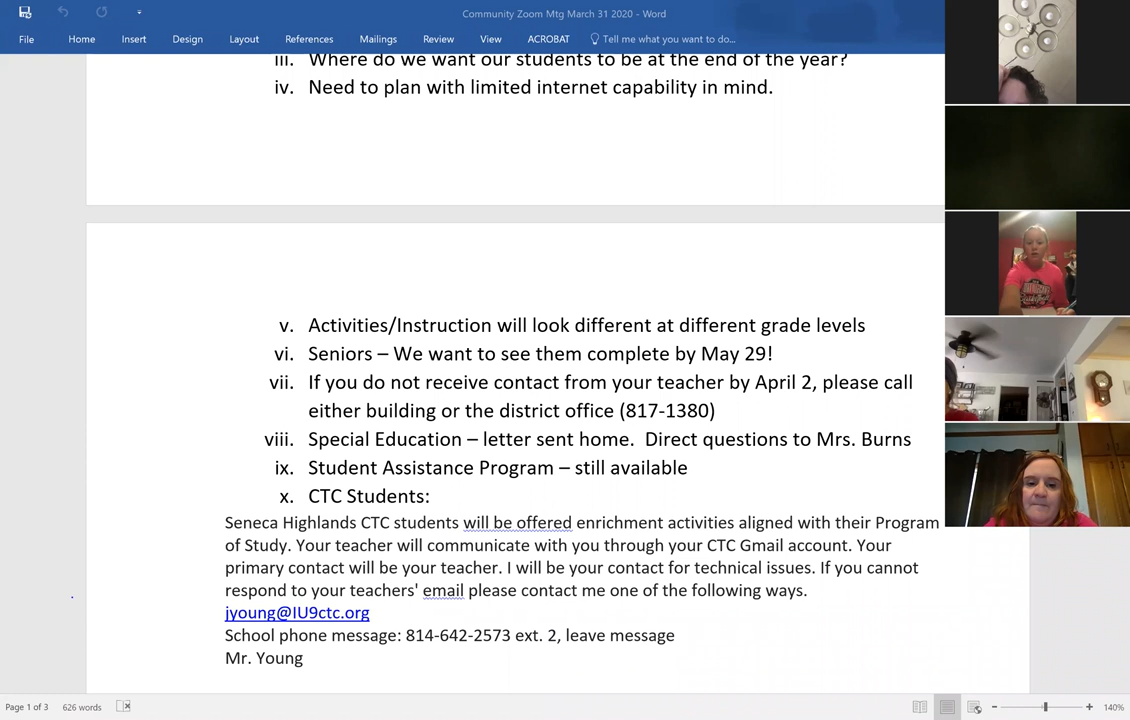 Community Zoom Mtg March 31 2020 - Word
File Home Insert Design Layout References Mailings Review View ACROBAT Tell me what you want to do...
iii. Where do we want our students to be at the end of the year?
iv. Need to plan with limited internet capability in mind.
v. Activities/Instruction will look different at different grade levels
vi. Seniors – We want to see them complete by May 29!
vii. If you do not receive contact from your teacher by April 2, please call
either building or the district office (817-1380)
viii. Special Education – letter sent home.  Direct questions to Mrs. Burns
ix. Student Assistance Program – still available
x. CTC Students:
Seneca Highlands CTC students will be offered enrichment activities aligned with their Program
of Study. Your teacher will communicate with you through your CTC Gmail account. Your
primary contact will be your teacher. I will be your contact for technical issues. If you cannot
respond to your teachers' email please contact me one of the following ways.
jyoung@IU9ctc.org
School phone message: 814-642-2573 ext. 2, leave message
Mr. Young
Page 1 of 3 626 words 140%